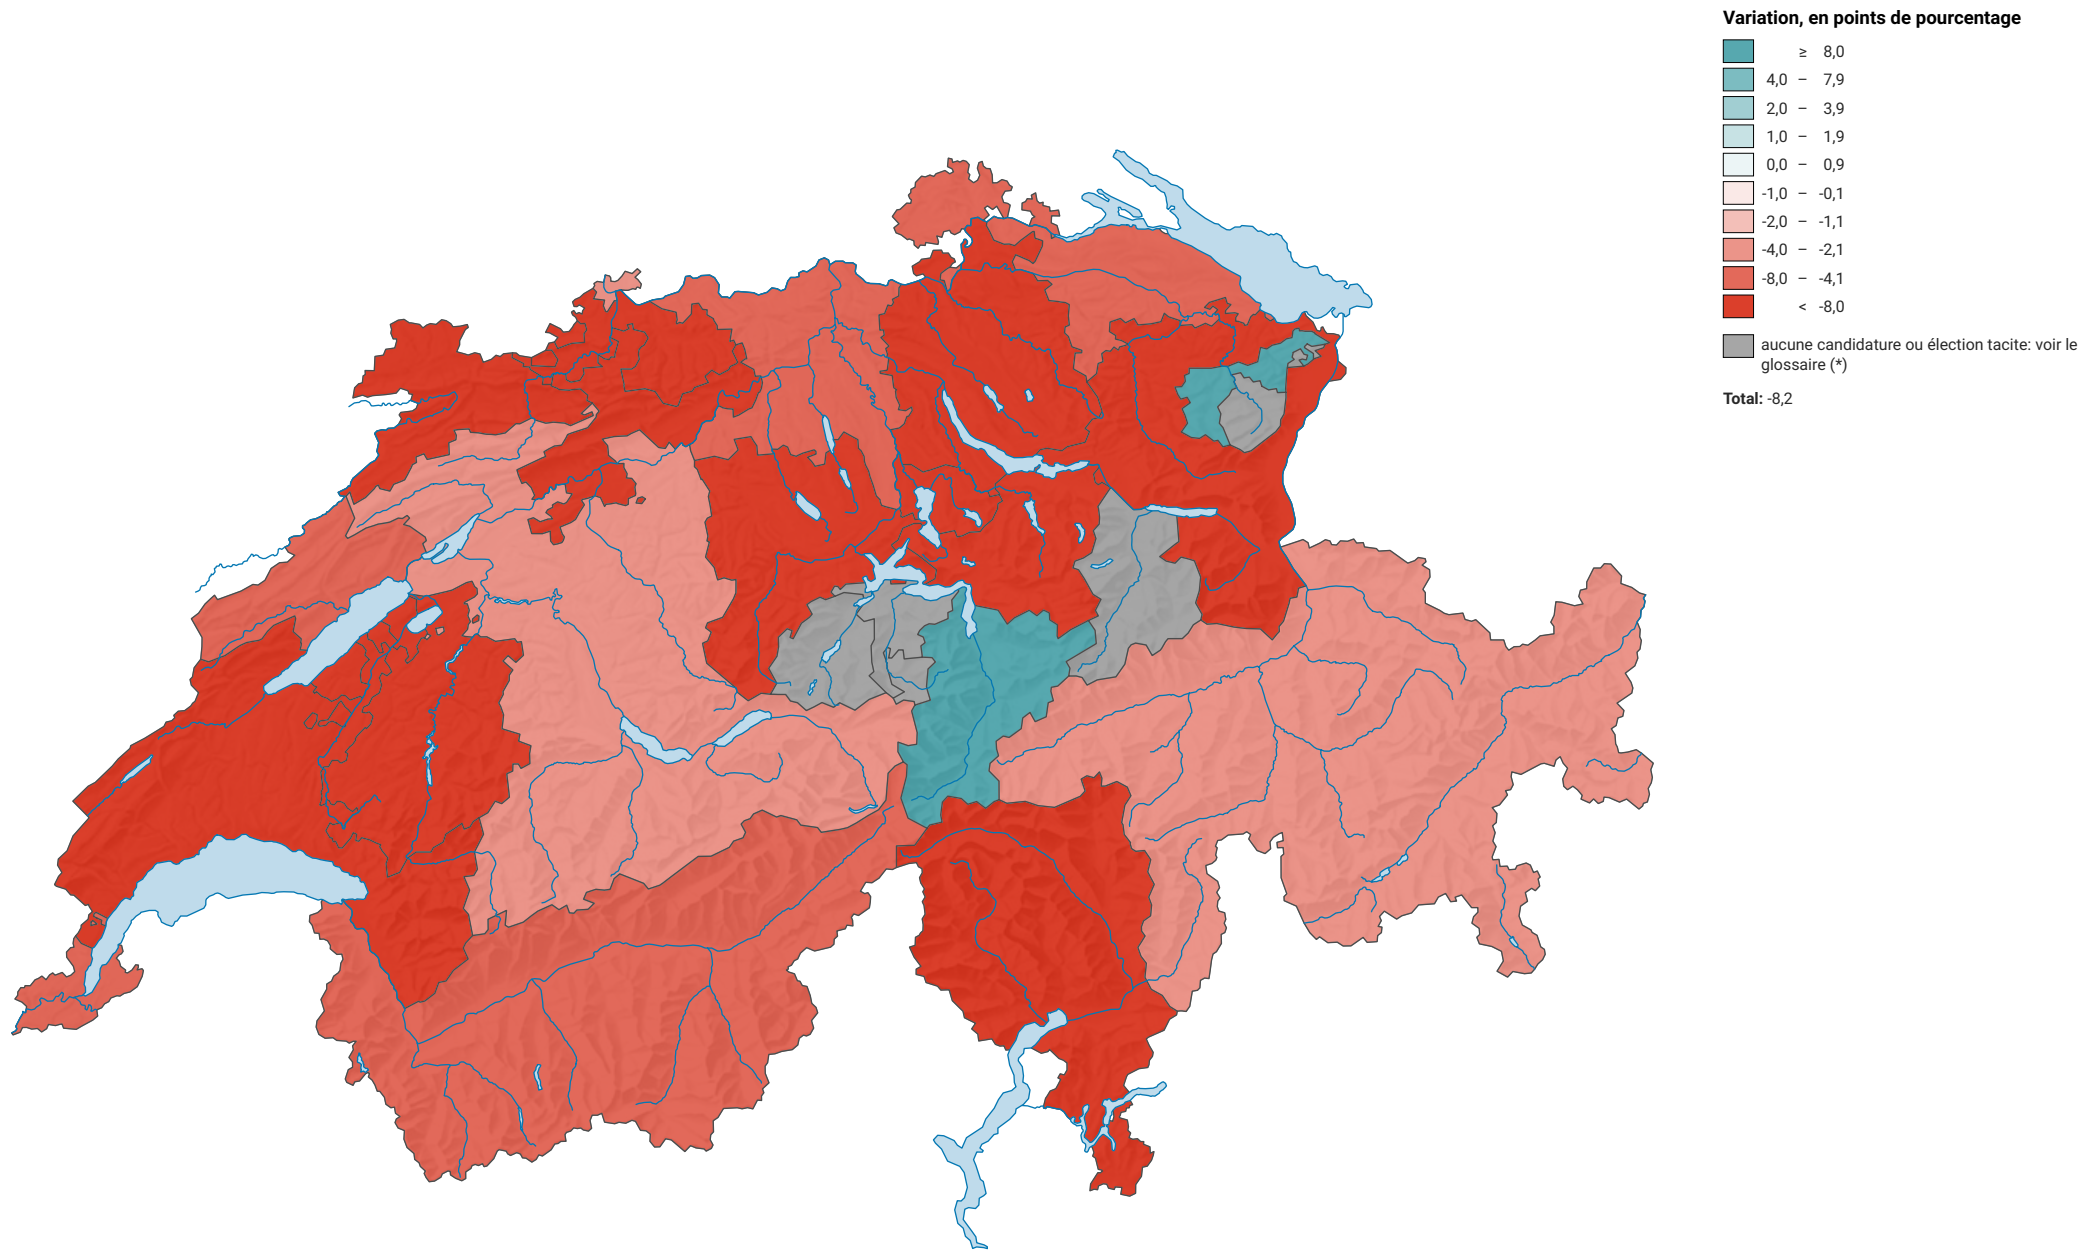 Variation, en points de pourcentage
≥ 8,0
4,0 – 7,9
2,0 – 3,9
1,0 – 1,9
0,0 – 0,9
-1,0 – -0,1
-2,0 – -1,1
-4,0 – -2,1
-8,0 – -4,1
< -8,0
aucune candidature ou élection tacite: voir le
glossaire (*)
Total: -8,2